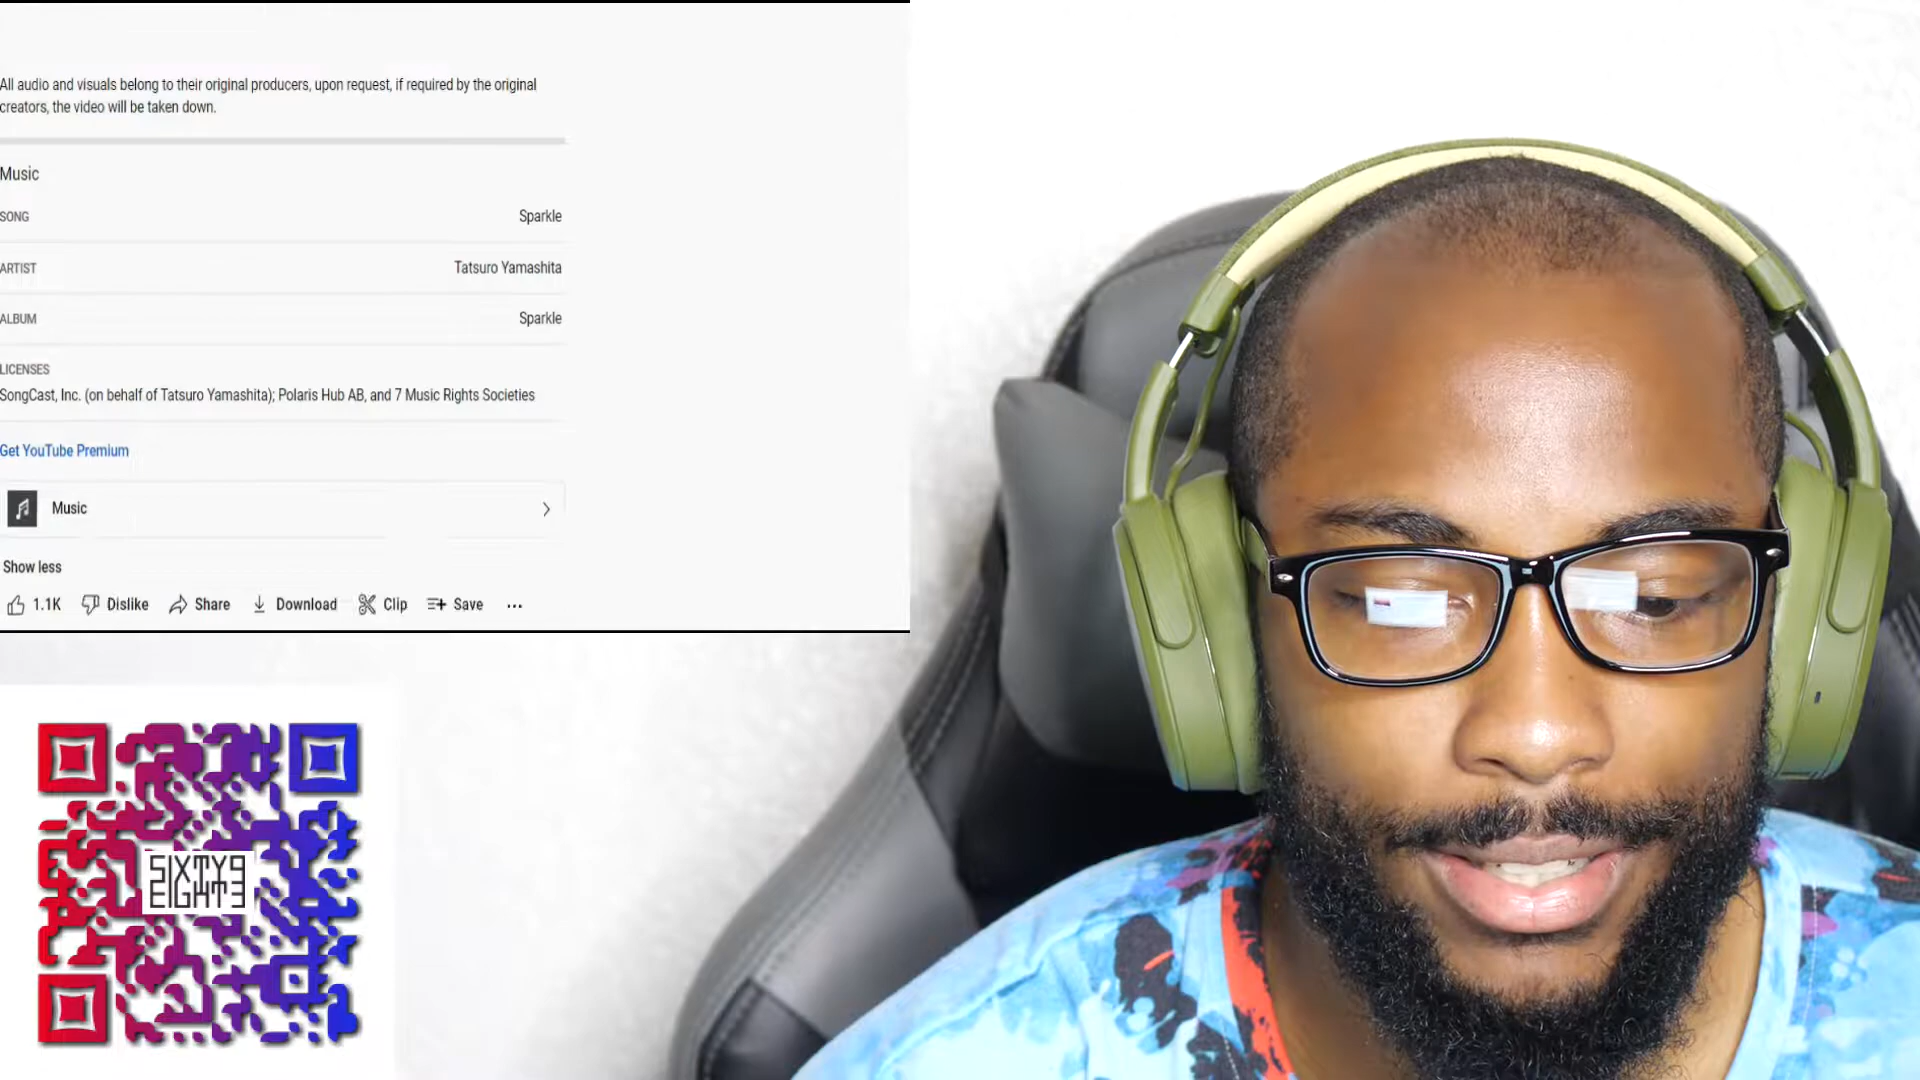 All audio and visuals belong to their original producers, upon request, if required by the original
creators, the video will be taken down.
Music
SONG Sparkle
ARTIST Tatsuro Yamashita
ALBUM Sparkle
LICENSES
SongCast, Inc. (on behalf of Tatsuro Yamashita); Polaris Hub AB, and 7 Music Rights Societies
Get YouTube Premium
Music
Show less
1.1K Dislike Share Download Clip Save ...
SIXTY9
EIGHT3